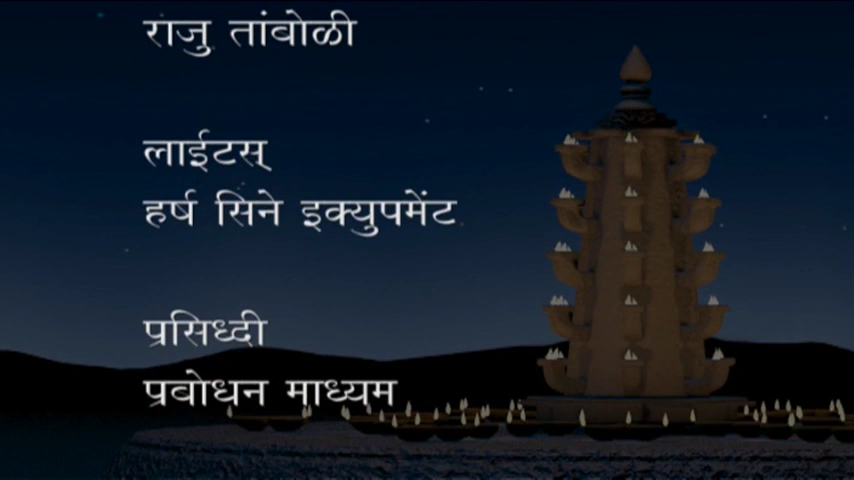 राजु तांबोळी
लाईटस्
हर्ष सिने इक्युपमेंट
प्रसिध्दी
प्रबोधन माध्यम